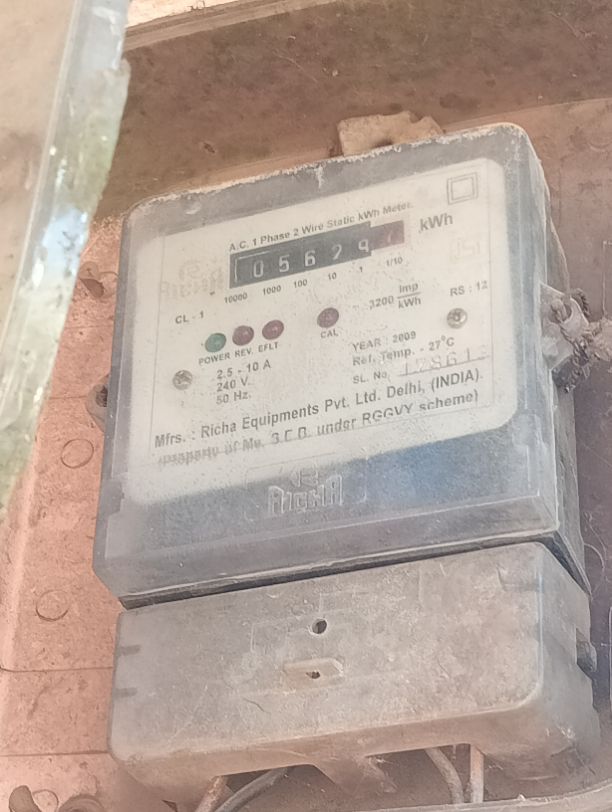 A.C. 1 Phase 2 Wire Static kWh Meter.
0 5 6 2 9 kWh
10000 1000 100 10 1 1/10
CL - 1
3200 Imp/kWh
RS : 12
POWER REV. EFLT
CAL
2.5 - 10 A
240 V.
50 Hz.
YEAR : 2009
Ref. Temp. - 27°C
SL. No.
Mfrs. : Richa Equipments Pvt. Ltd. Delhi, (INDIA).
under RGGVY scheme)
RICHA